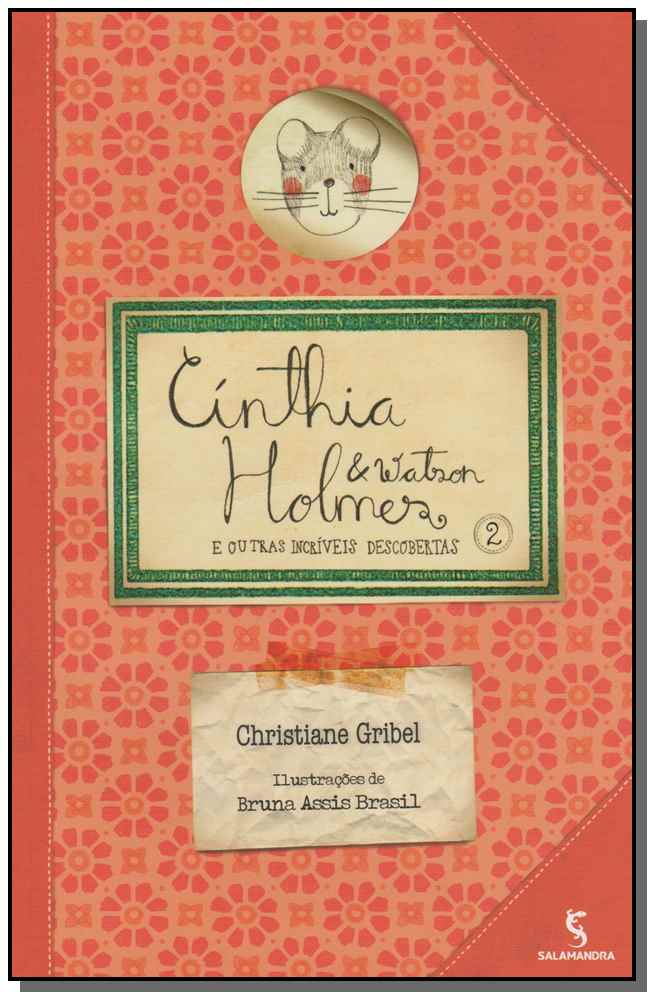 Cínthia
Holmes & Watson
E OUTRAS INCRÍVEIS DESCOBERTAS 2
Christiane Gribel
Ilustrações de
Bruna Assis Brasil
SALAMANDRA